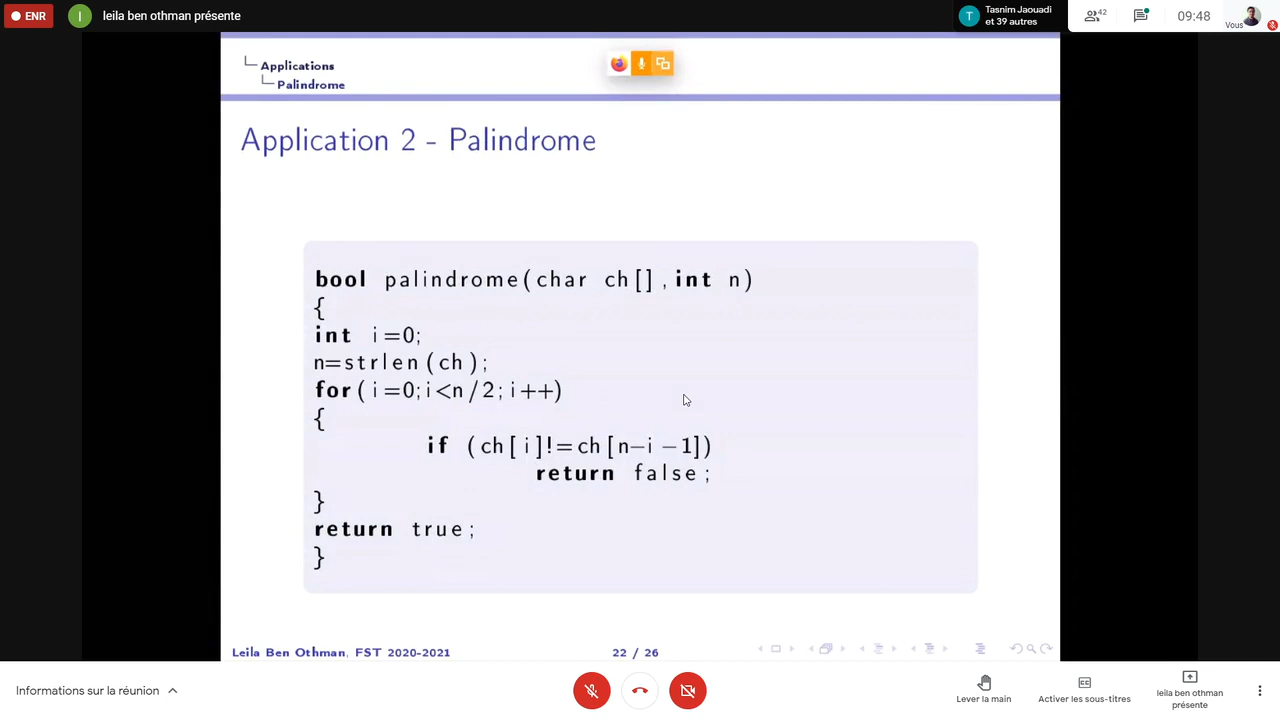 ENR
I
leila ben othman présente
T
Tasnim Jaouadi
et 39 autres
42
09:48
Vous
Applications
Palindrome
Application 2 - Palindrome
bool palindrome(char ch[],int n)
{
int i=0;
n=strlen(ch);
for(i=0;i<n/2;i++)
{
if (ch[i]!=ch[n-i-1])
return false;
}
return true;
}
Leila Ben Othman, FST 2020-2021
22 / 26
Informations sur la réunion
Lever la main
Activer les sous-titres
leila ben othman
présente